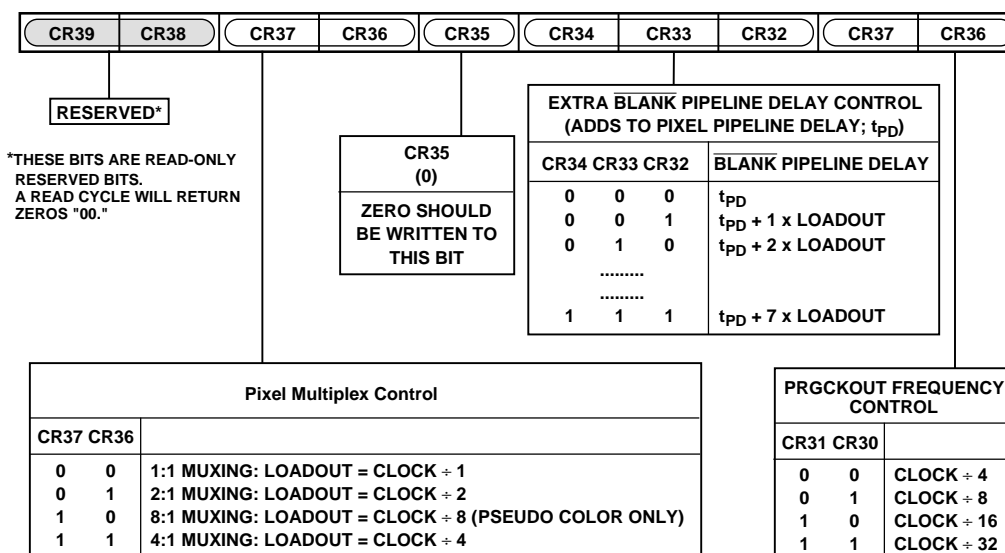 CR39 CR38 CR37 CR36 CR35 CR34 CR33 CR32 CR37 CR36
RESERVED*
*THESE BITS ARE READ-ONLY
RESERVED BITS.
A READ CYCLE WILL RETURN
ZEROS "00."
CR35
(0)
ZERO SHOULD
BE WRITTEN TO
THIS BIT
EXTRA BLANK PIPELINE DELAY CONTROL
(ADDS TO PIXEL PIPELINE DELAY; tPD)
CR34 CR33 CR32 BLANK PIPELINE DELAY
0 0 0 tPD
0 0 1 tPD + 1 x LOADOUT
0 1 0 tPD + 2 x LOADOUT
.........
.........
1 1 1 tPD + 7 x LOADOUT
Pixel Multiplex Control
CR37 CR36
0 0 1:1 MUXING: LOADOUT = CLOCK ÷ 1
0 1 2:1 MUXING: LOADOUT = CLOCK ÷ 2
1 0 8:1 MUXING: LOADOUT = CLOCK ÷ 8 (PSEUDO COLOR ONLY)
1 1 4:1 MUXING: LOADOUT = CLOCK ÷ 4
PRGCKOUT FREQUENCY
CONTROL
CR31 CR30
0 0 CLOCK ÷ 4
0 1 CLOCK ÷ 8
1 0 CLOCK ÷ 16
1 1 CLOCK ÷ 32